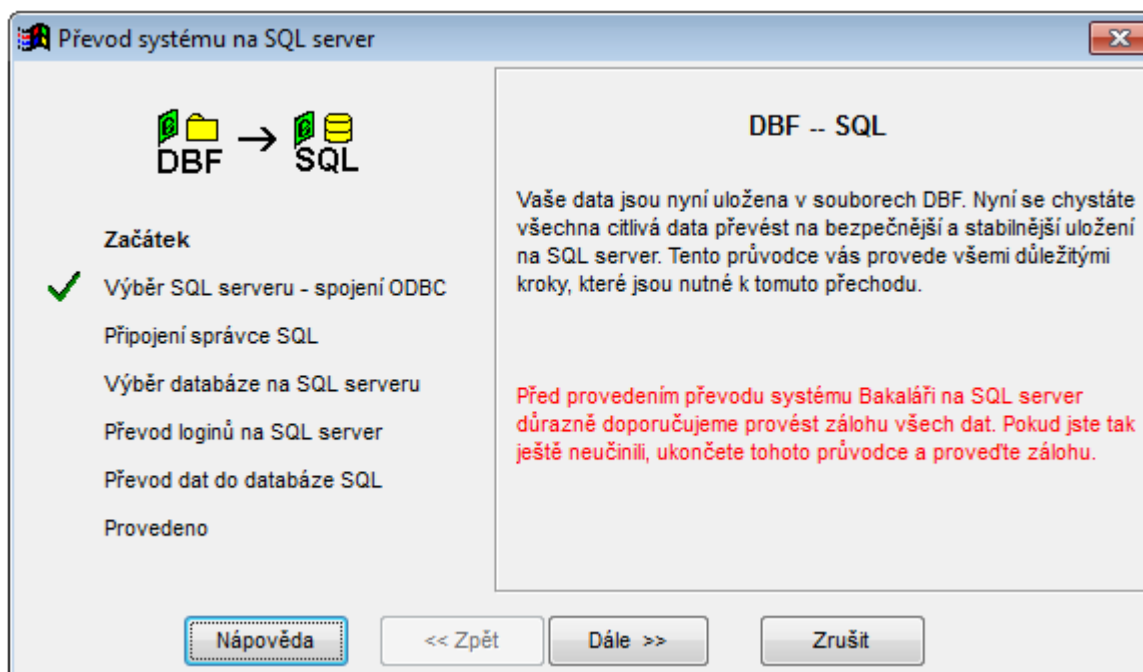 Převod systému na SQL server
DBF
SQL
Začátek
Výběr SQL serveru - spojení ODBC
Připojení správce SQL
Výběr databáze na SQL serveru
Převod loginů na SQL server
Převod dat do databáze SQL
Provedeno
DBF -- SQL
Vaše data jsou nyní uložena v souborech DBF. Nyní se chystáte
všechna citlivá data převést na bezpečnější a stabilnější uložení
na SQL server. Tento průvodce vás provede všemi důležitými
kroky, které jsou nutné k tomuto přechodu.
Před provedením převodu systému Bakaláři na SQL server
důrazně doporučujeme provést zálohu všech dat. Pokud jste tak
ještě neučinili, ukončete tohoto průvodce a proveďte zálohu.
Nápověda
<< Zpět
Dále >>
Zrušit